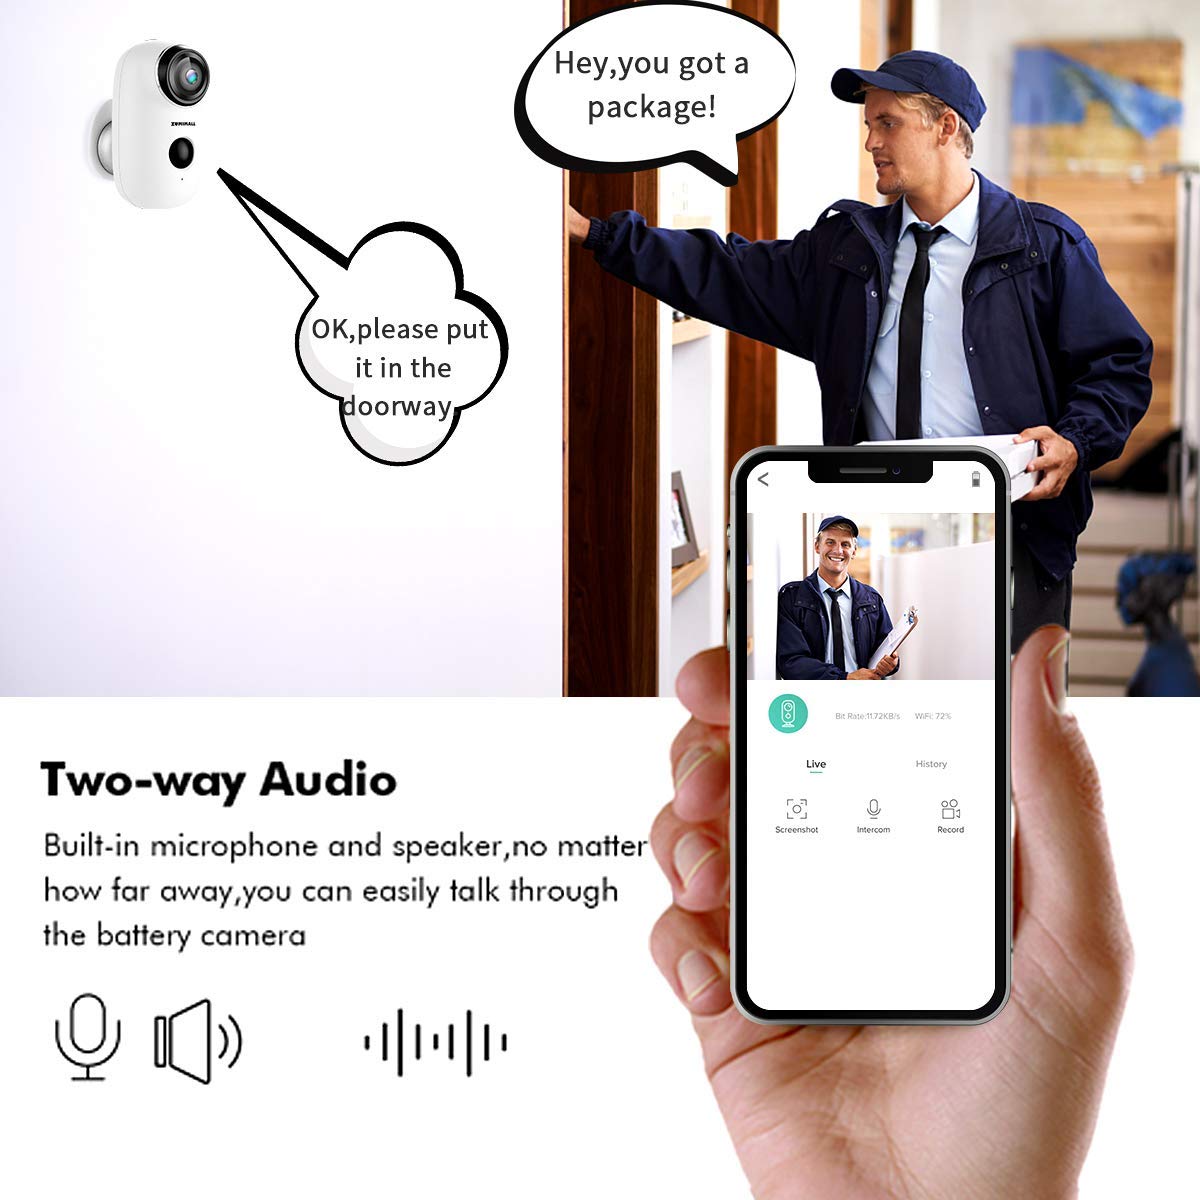 Hey,you got a
package!
ZUMIMALL
OK,please put
it in the
doorway.
<
Bit Rate:11.72KB/s WiFi: 72%
Live History
Screenshot Intercom Record
Two-way Audio
Built-in microphone and speaker,no matter
how far away,you can easily talk through
the battery camera